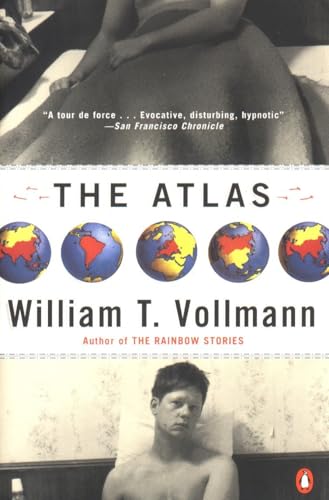 "A tour de force . . . Evocative, disturbing, hypnotic"
—San Francisco Chronicle
THE ATLAS
William T. Vollmann
Author of THE RAINBOW STORIES